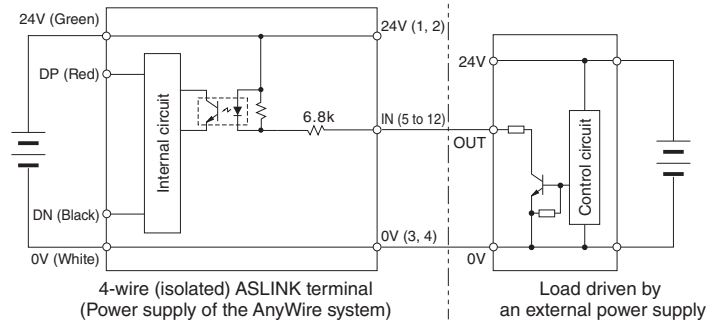 24V (Green)
24V (1, 2)
DP (Red)
Internal circuit
6.8k
IN (5 to 12)
DN (Black)
0V (White)
0V (3, 4)
24V
OUT
Control circuit
0V
4-wire (isolated) ASLINK terminal
(Power supply of the AnyWire system)
Load driven by
an external power supply